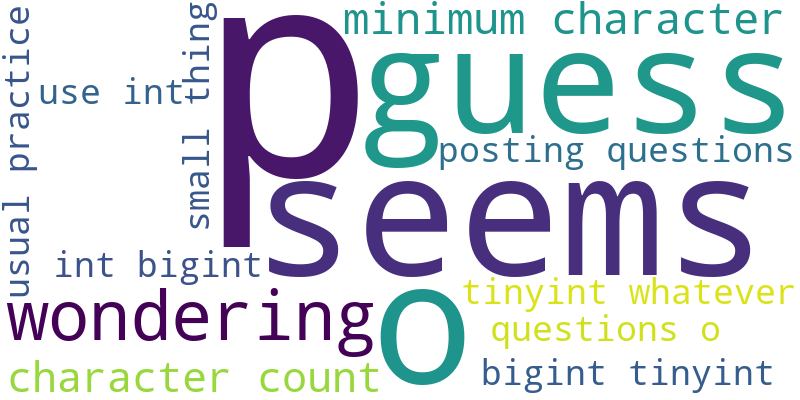 minimum character
p
guess
usual practice
small thing
use int
posting questions
seems
int bigint
tinyint whatever
wondering
o
questions o
character count
bigint tinyint